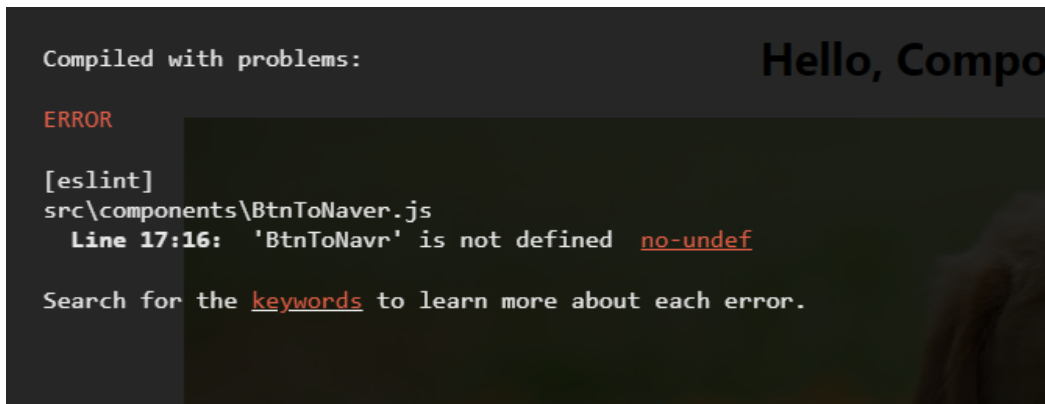 Compiled with problems:
Hello, Compo
ERROR
[eslint]
src\components\BtnToNaver.js
Line 17:16: 'BtnToNavr' is not defined no-undef
Search for the keywords to learn more about each error.